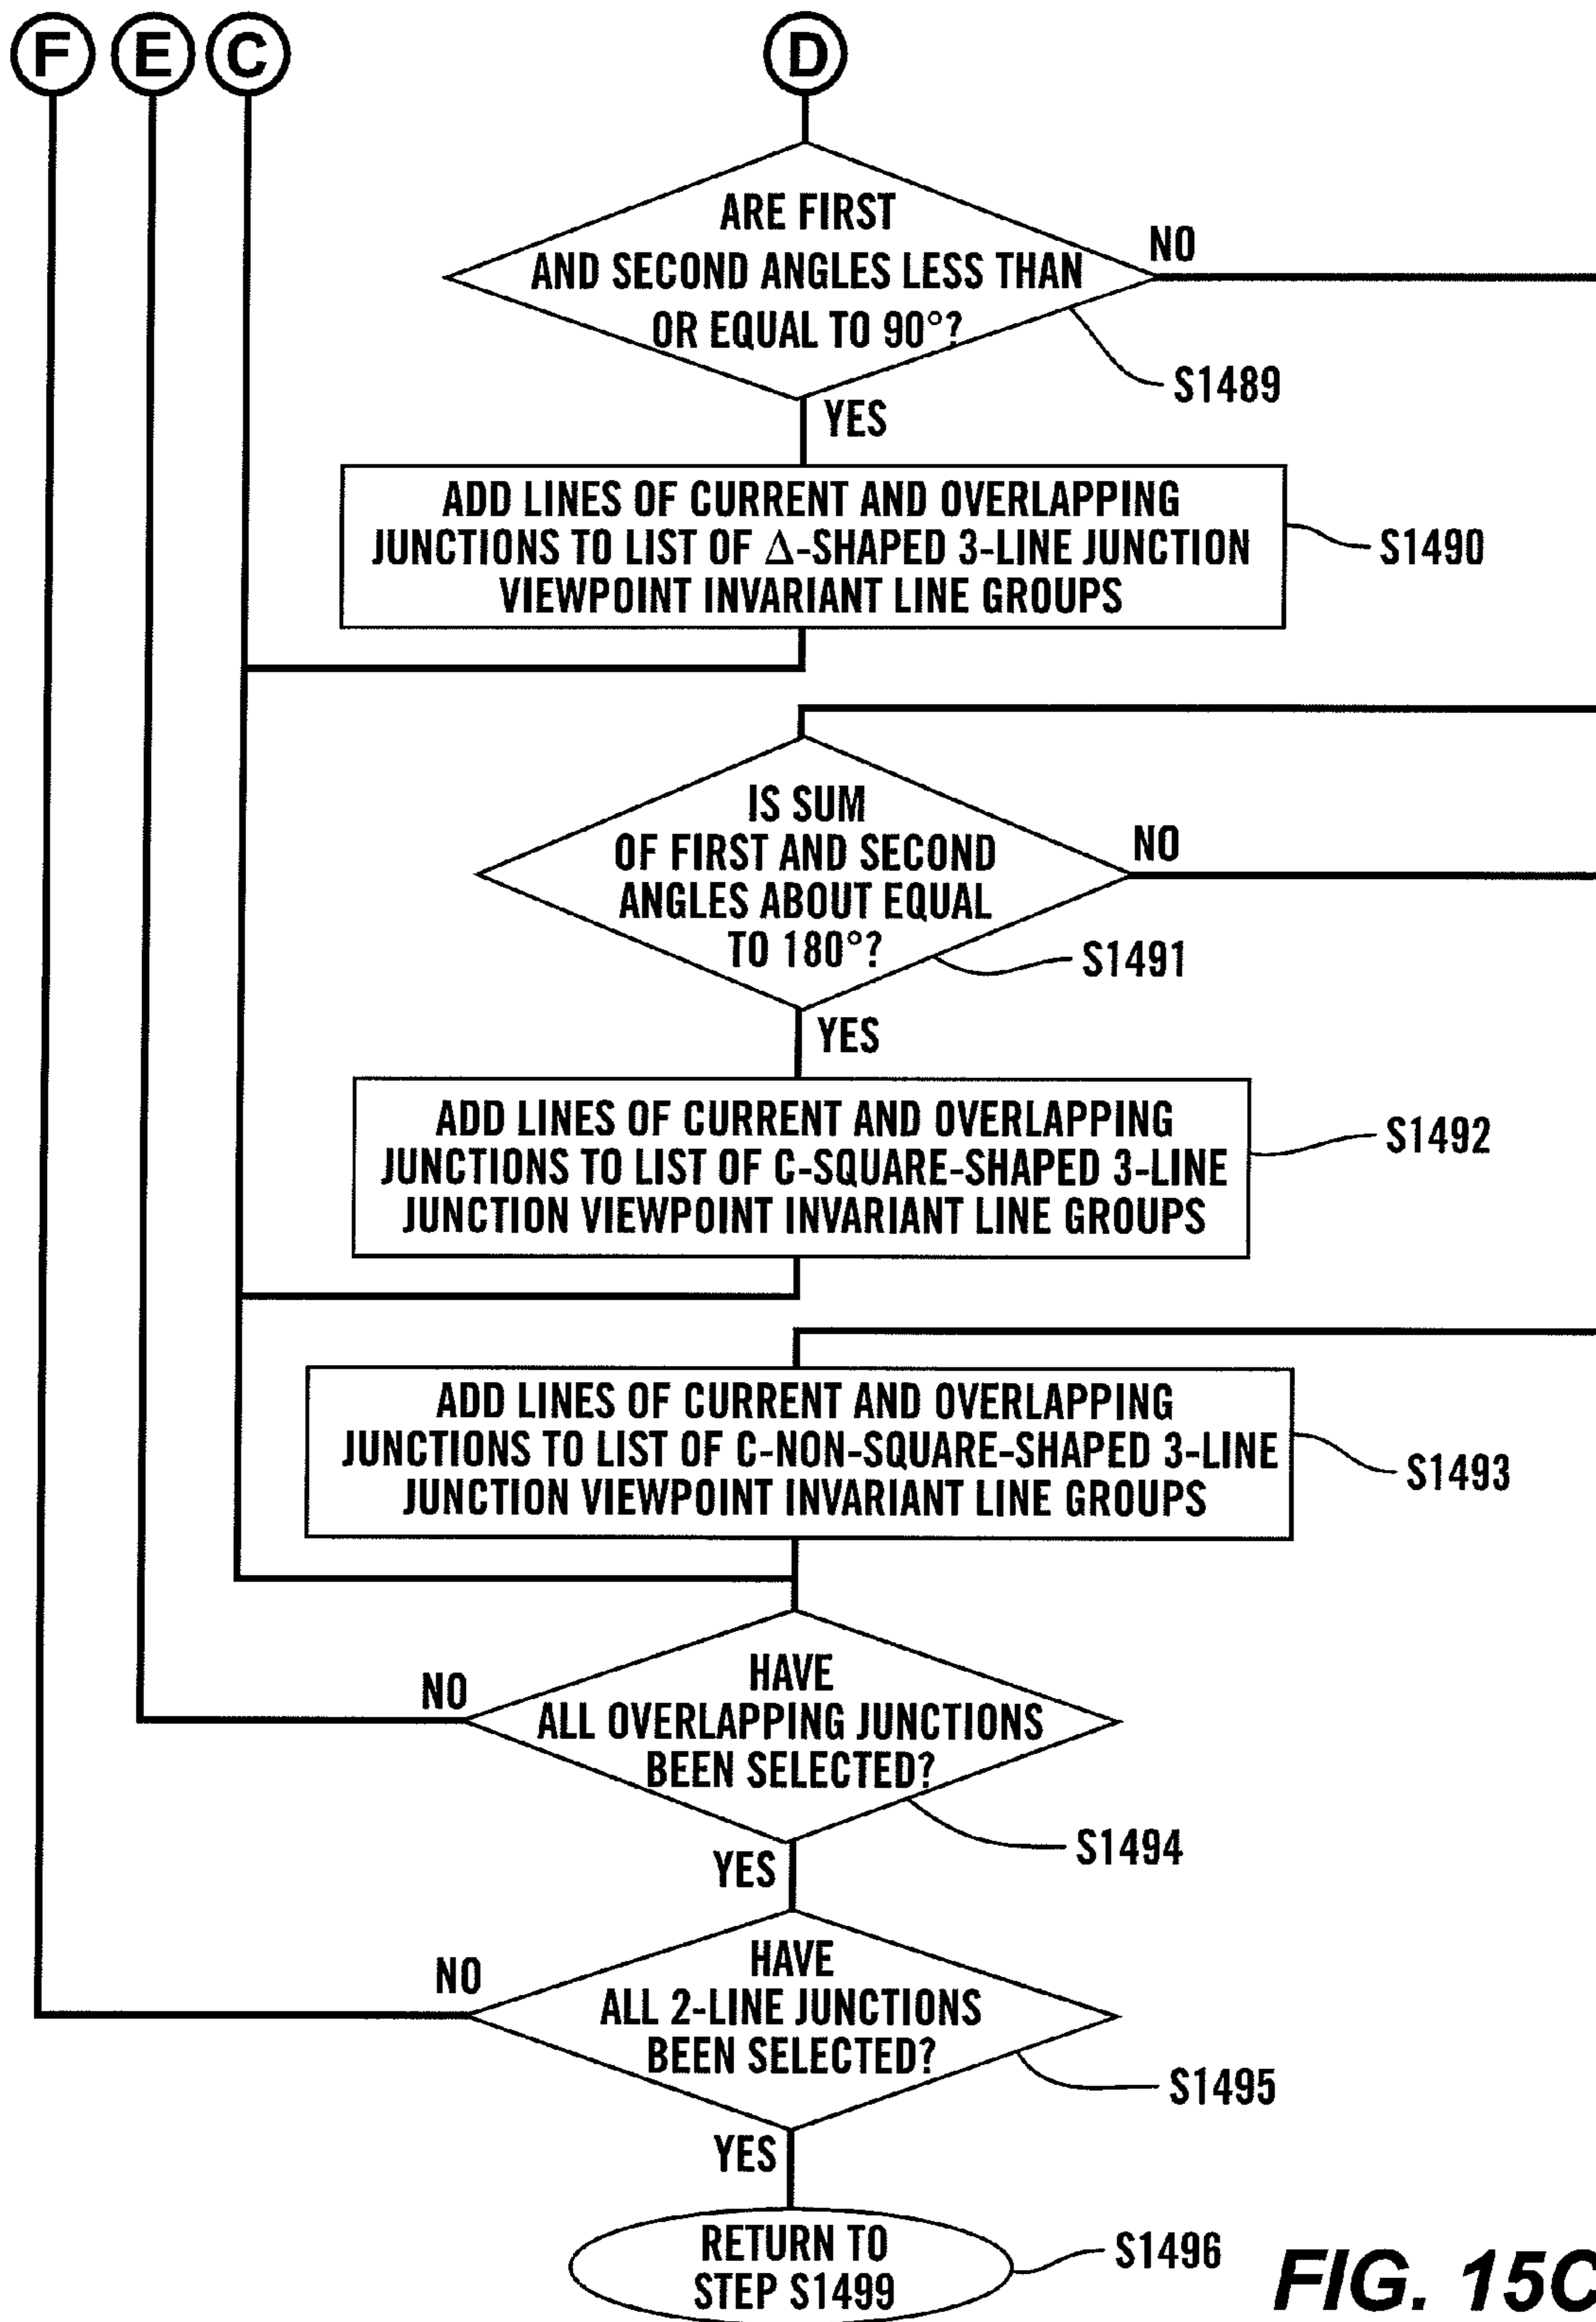 F E C D
ARE FIRST
AND SECOND ANGLES LESS THAN
OR EQUAL TO 90°?
NO
S1489
YES
ADD LINES OF CURRENT AND OVERLAPPING
JUNCTIONS TO LIST OF Δ-SHAPED 3-LINE JUNCTION
VIEWPOINT INVARIANT LINE GROUPS
S1490
IS SUM
OF FIRST AND SECOND
ANGLES ABOUT EQUAL
TO 180°?
NO
S1491
YES
ADD LINES OF CURRENT AND OVERLAPPING
JUNCTIONS TO LIST OF C-SQUARE-SHAPED 3-LINE
JUNCTION VIEWPOINT INVARIANT LINE GROUPS
S1492
ADD LINES OF CURRENT AND OVERLAPPING
JUNCTIONS TO LIST OF C-NON-SQUARE-SHAPED 3-LINE
JUNCTION VIEWPOINT INVARIANT LINE GROUPS
S1493
NO
HAVE
ALL OVERLAPPING JUNCTIONS
BEEN SELECTED?
S1494
YES
NO
HAVE
ALL 2-LINE JUNCTIONS
BEEN SELECTED?
S1495
YES
RETURN TO
STEP S1499
S1496
FIG. 15C